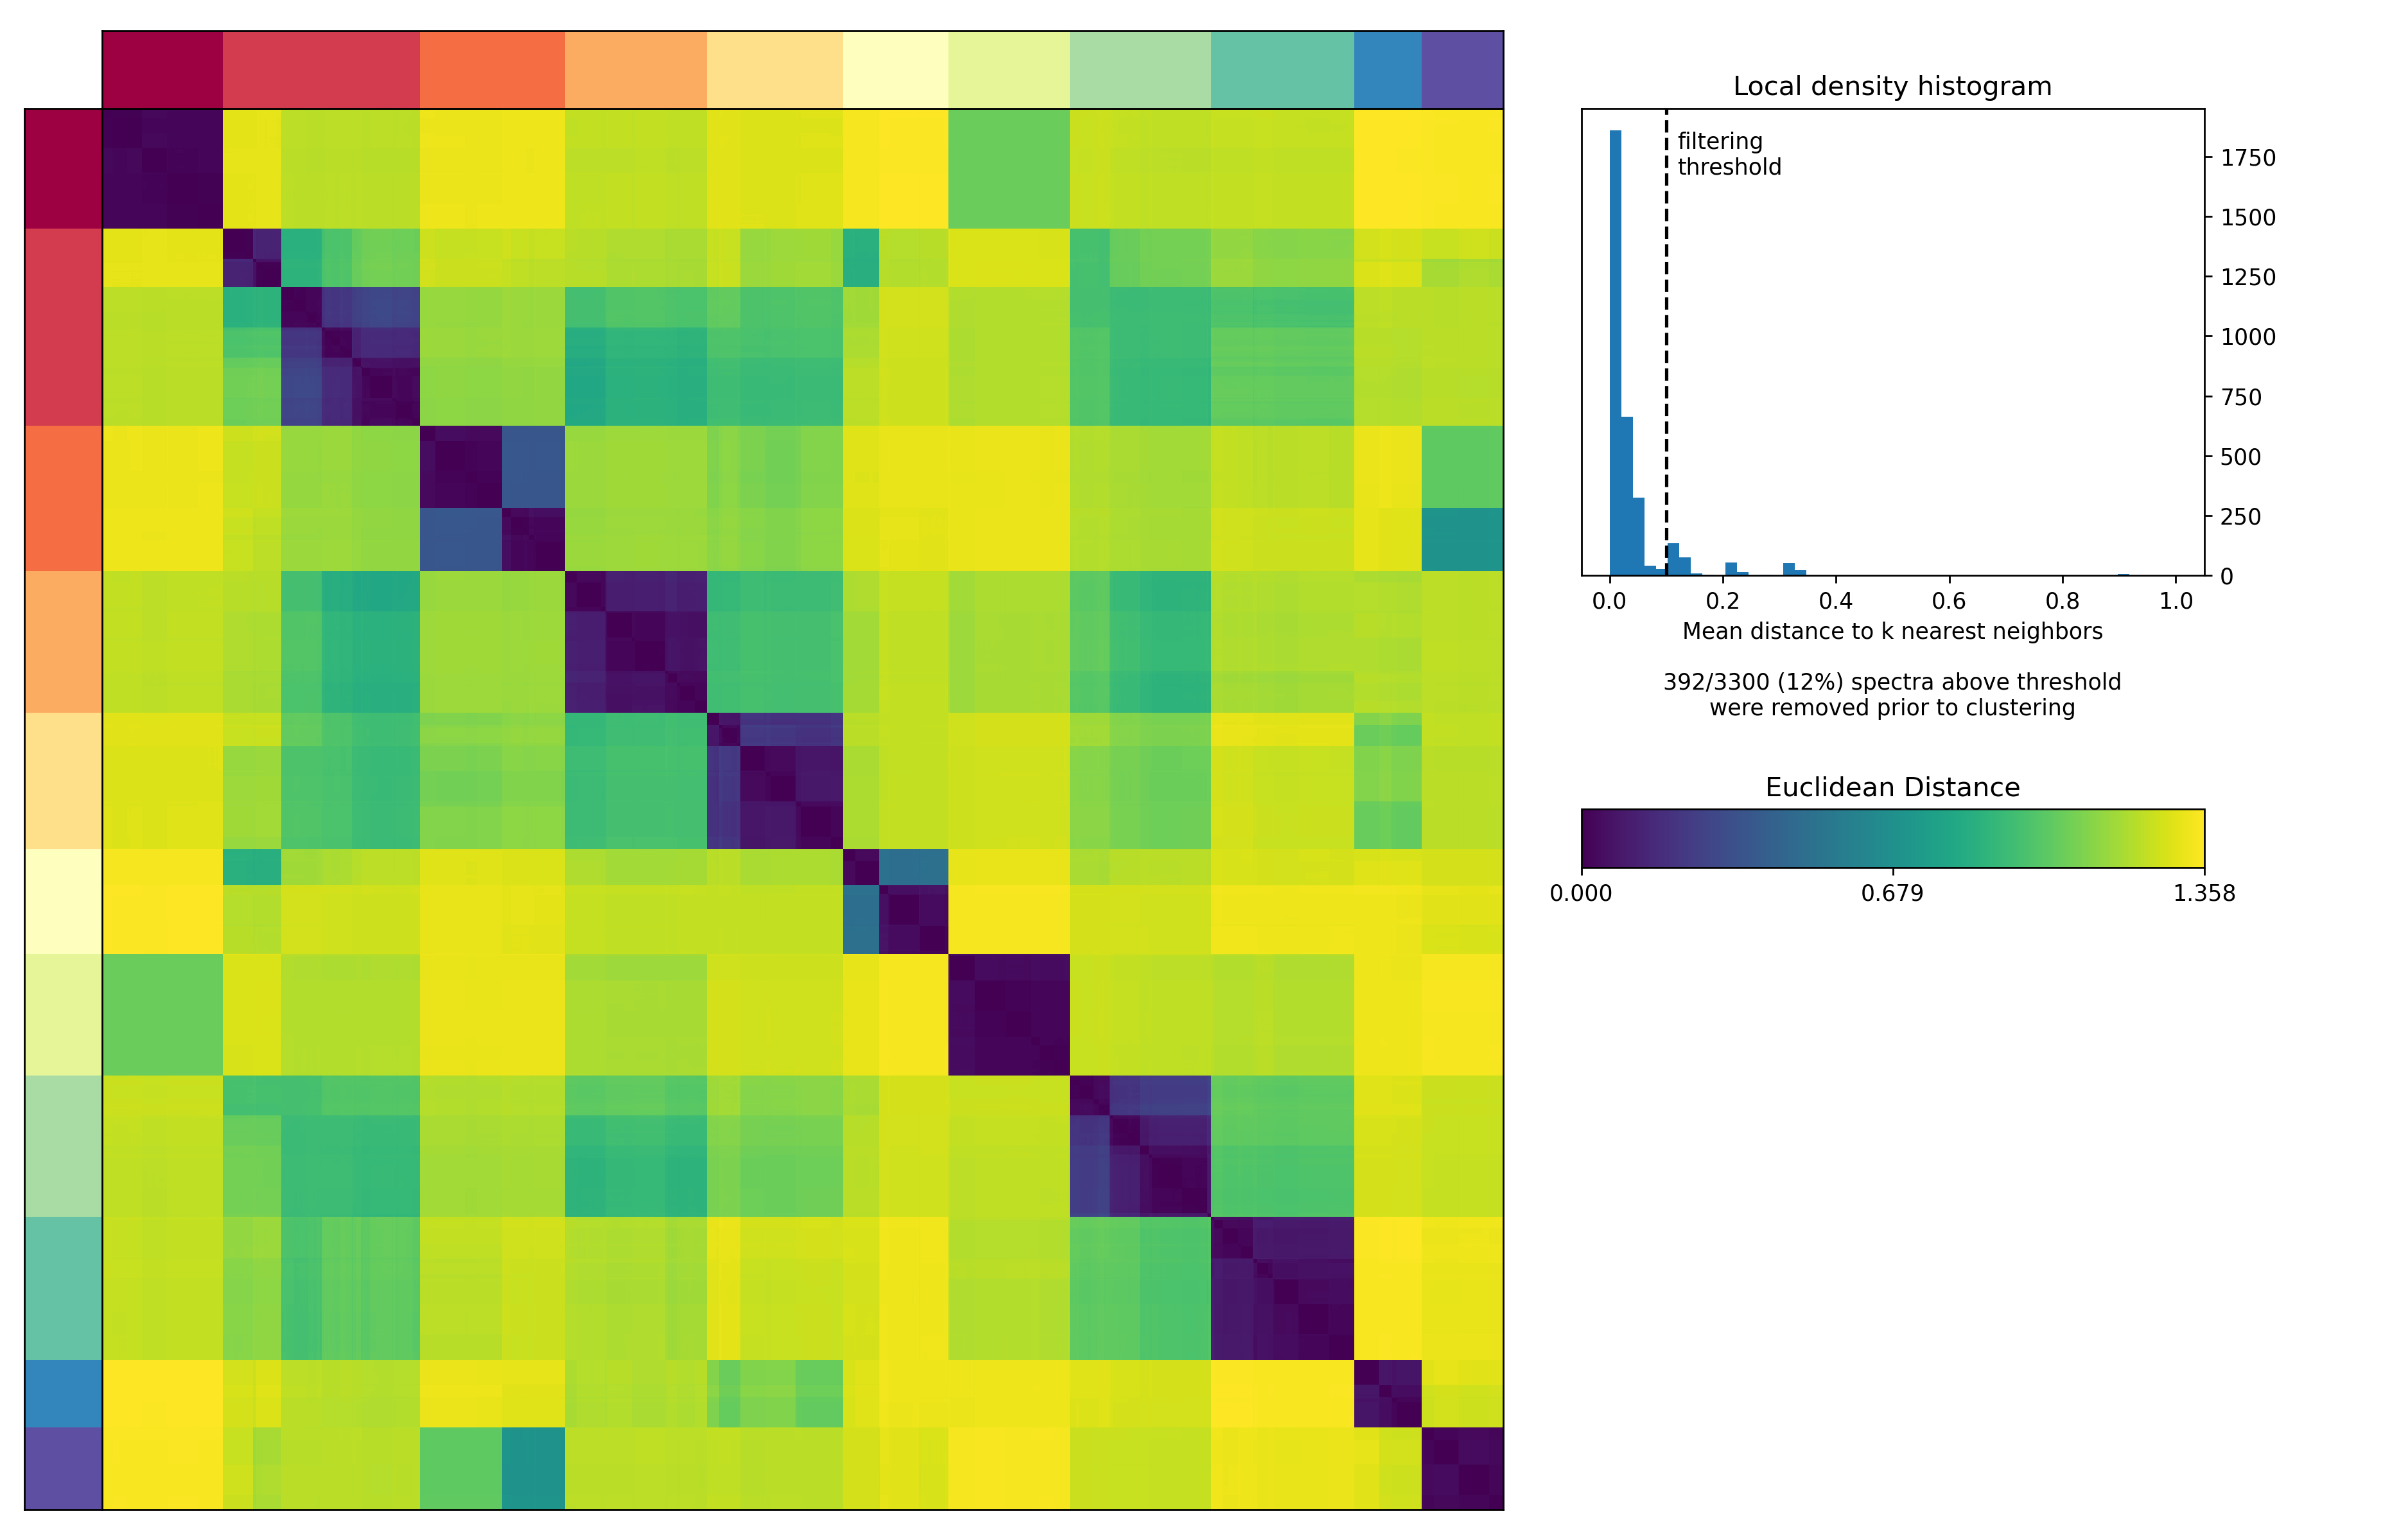 Local density histogram
filtering
threshold
1750
1500
1250
1000
750
500
250
0
0.0 0.2 0.4 0.6 0.8 1.0
Mean distance to k nearest neighbors
392/3300 (12%) spectra above threshold
were removed prior to clustering
Euclidean Distance
0.000 0.679 1.358